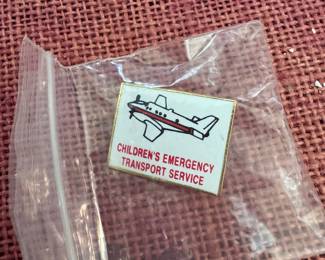 CHILDREN'S EMERGENCY
TRANSPORT SERVICE